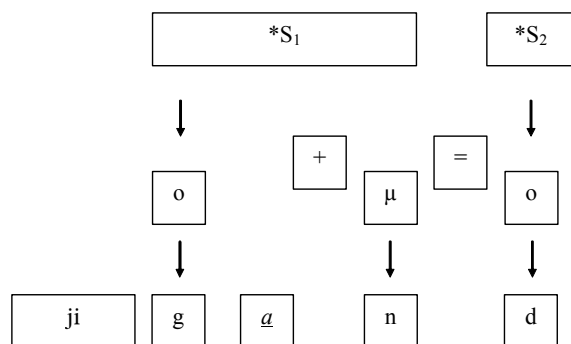 *S₁ *S₂
+ =
o μ o
ji g a n d